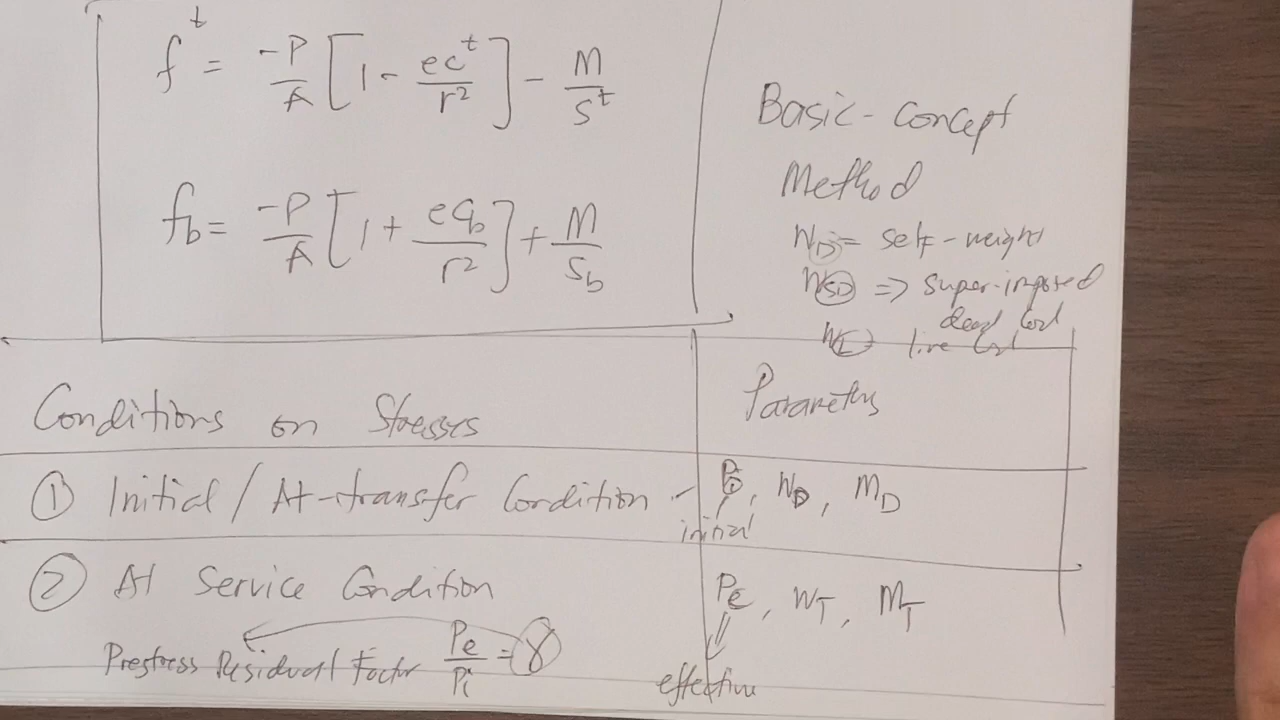 f^t = -P/A [1 - ec^t/r²] - M/S^t
f_b = -P/A [1 + ec_b/r²] + M/S_b
Basic-concept
Method
W_D = self-weight
W_SD => super-imposed
dead load
W_L live load
Conditions on Stresses
Parameters
① Initial / At-transfer Condition - P_i, W_D, M_D
initial
② At Service Condition P_e, W_T, M_T
Prestress Residual Factor P_e/P_i = γ
effective